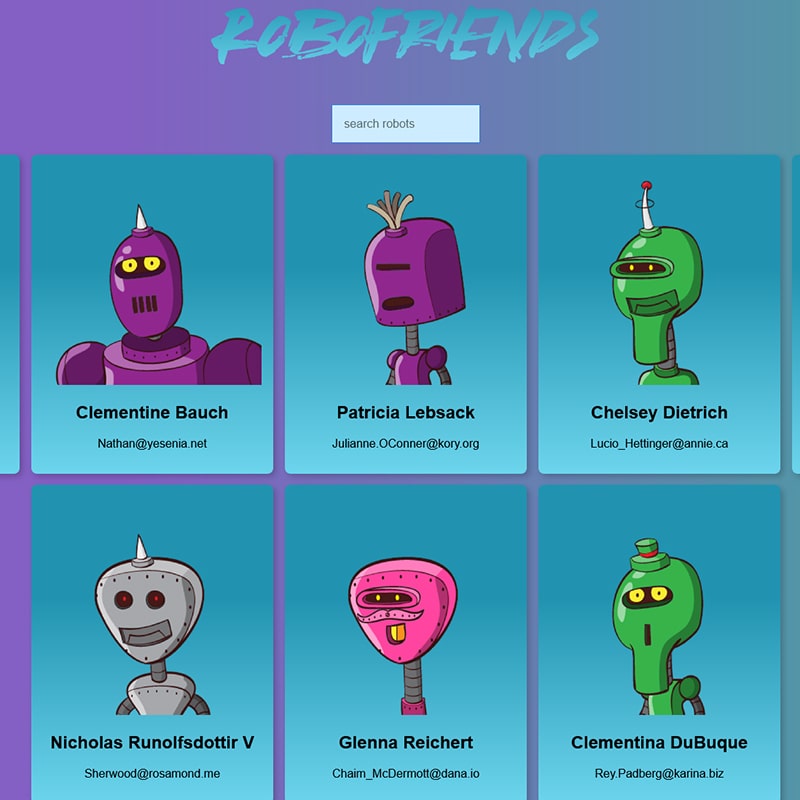 ROBOFRIENDS
search robots
Clementine Bauch
Nathan@yesenia.net
Patricia Lebsack
Julianne.OConner@kory.org
Chelsey Dietrich
Lucio_Hettinger@annie.ca
Nicholas Runolfsdottir V
Sherwood@rosamond.me
Glenna Reichert
Chaim_McDermott@dana.io
Clementina DuBuque
Rey.Padberg@karina.biz